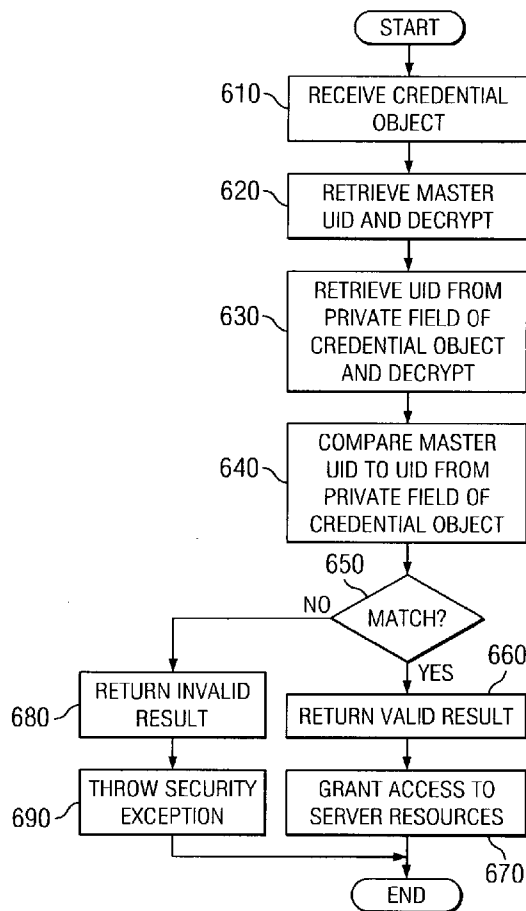 START
610
RECEIVE CREDENTIAL
OBJECT
620
RETRIEVE MASTER
UID AND DECRYPT
630
RETRIEVE UID FROM
PRIVATE FIELD OF
CREDENTIAL OBJECT
AND DECRYPT
640
COMPARE MASTER
UID TO UID FROM
PRIVATE FIELD OF
CREDENTIAL OBJECT
650
NO
MATCH?
YES
660
680
RETURN INVALID
RESULT
RETURN VALID RESULT
690
THROW SECURITY
EXCEPTION
GRANT ACCESS TO
SERVER RESOURCES
670
END